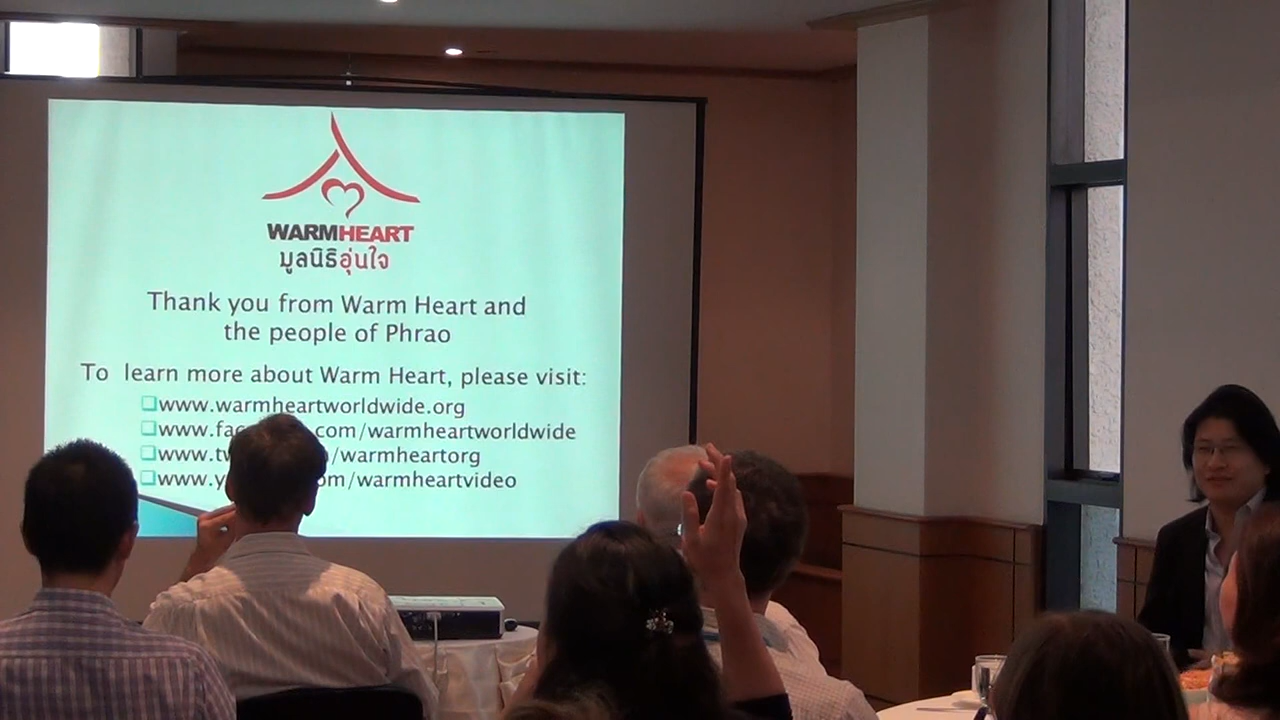 WARMHEART
มูลนิธิอุ่นใจ
Thank you from Warm Heart and
the people of Phrao
To learn more about Warm Heart, please visit:
www.warmheartworldwide.org
www.fac com/warmheartworldwide
www.tw /warmheartorg
www.y com/warmheartvideo